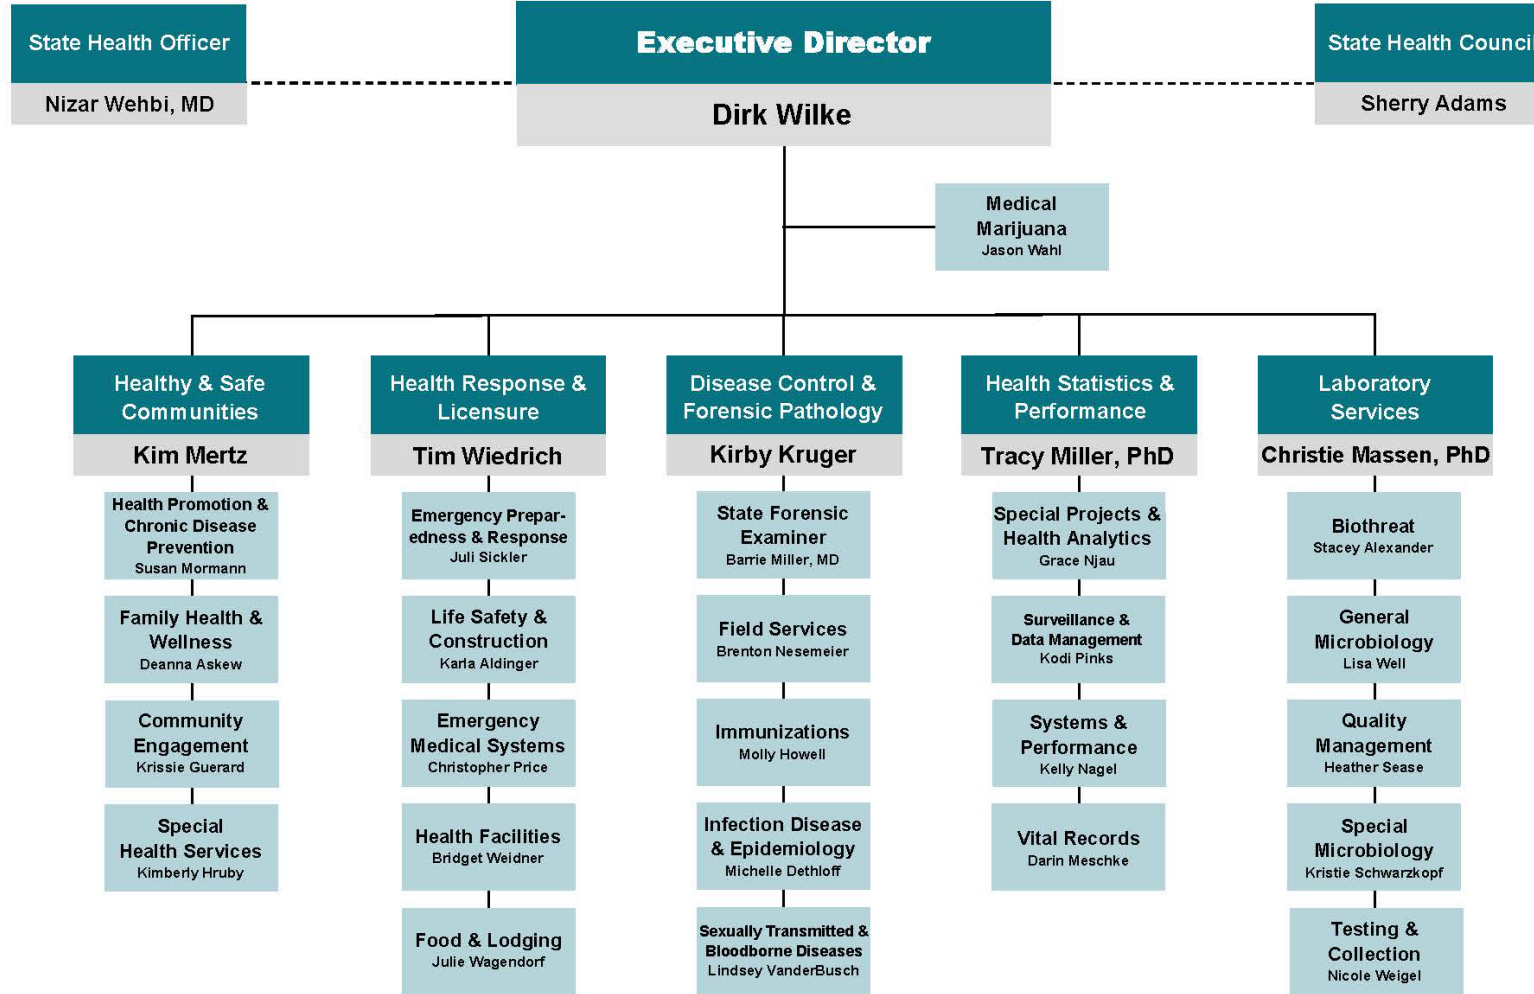 State Health Officer
Nizar Wehbi, MD
Executive Director
Dirk Wilke
State Health Council
Sherry Adams
Medical
Marijuana
Jason Wahl
Healthy & Safe
Communities
Kim Mertz
Health Promotion &
Chronic Disease
Prevention
Susan Mormann
Family Health &
Wellness
Deanna Askew
Community
Engagement
Krissie Guerard
Special
Health Services
Kimberly Hruby
Health Response &
Licensure
Tim Wiedrich
Emergency Prepar-
edness & Response
Juli Sickler
Life Safety &
Construction
Karla Aldinger
Emergency
Medical Systems
Christopher Price
Health Facilities
Bridget Weidner
Food & Lodging
Julie Wagendorf
Disease Control &
Forensic Pathology
Kirby Kruger
State Forensic
Examiner
Barrie Miller, MD
Field Services
Brenton Nesemeier
Immunizations
Molly Howell
Infection Disease
& Epidemiology
Michelle Dethloff
Sexually Transmitted &
Bloodborne Diseases
Lindsey VanderBusch
Health Statistics &
Performance
Tracy Miller, PhD
Special Projects &
Health Analytics
Grace Njau
Surveillance &
Data Management
Kodi Pinks
Systems &
Performance
Kelly Nagel
Vital Records
Darin Meschke
Laboratory
Services
Christie Massen, PhD
Biothreat
Stacey Alexander
General
Microbiology
Lisa Well
Quality
Management
Heather Sease
Special
Microbiology
Kristie Schwarzkopf
Testing &
Collection
Nicole Weigel